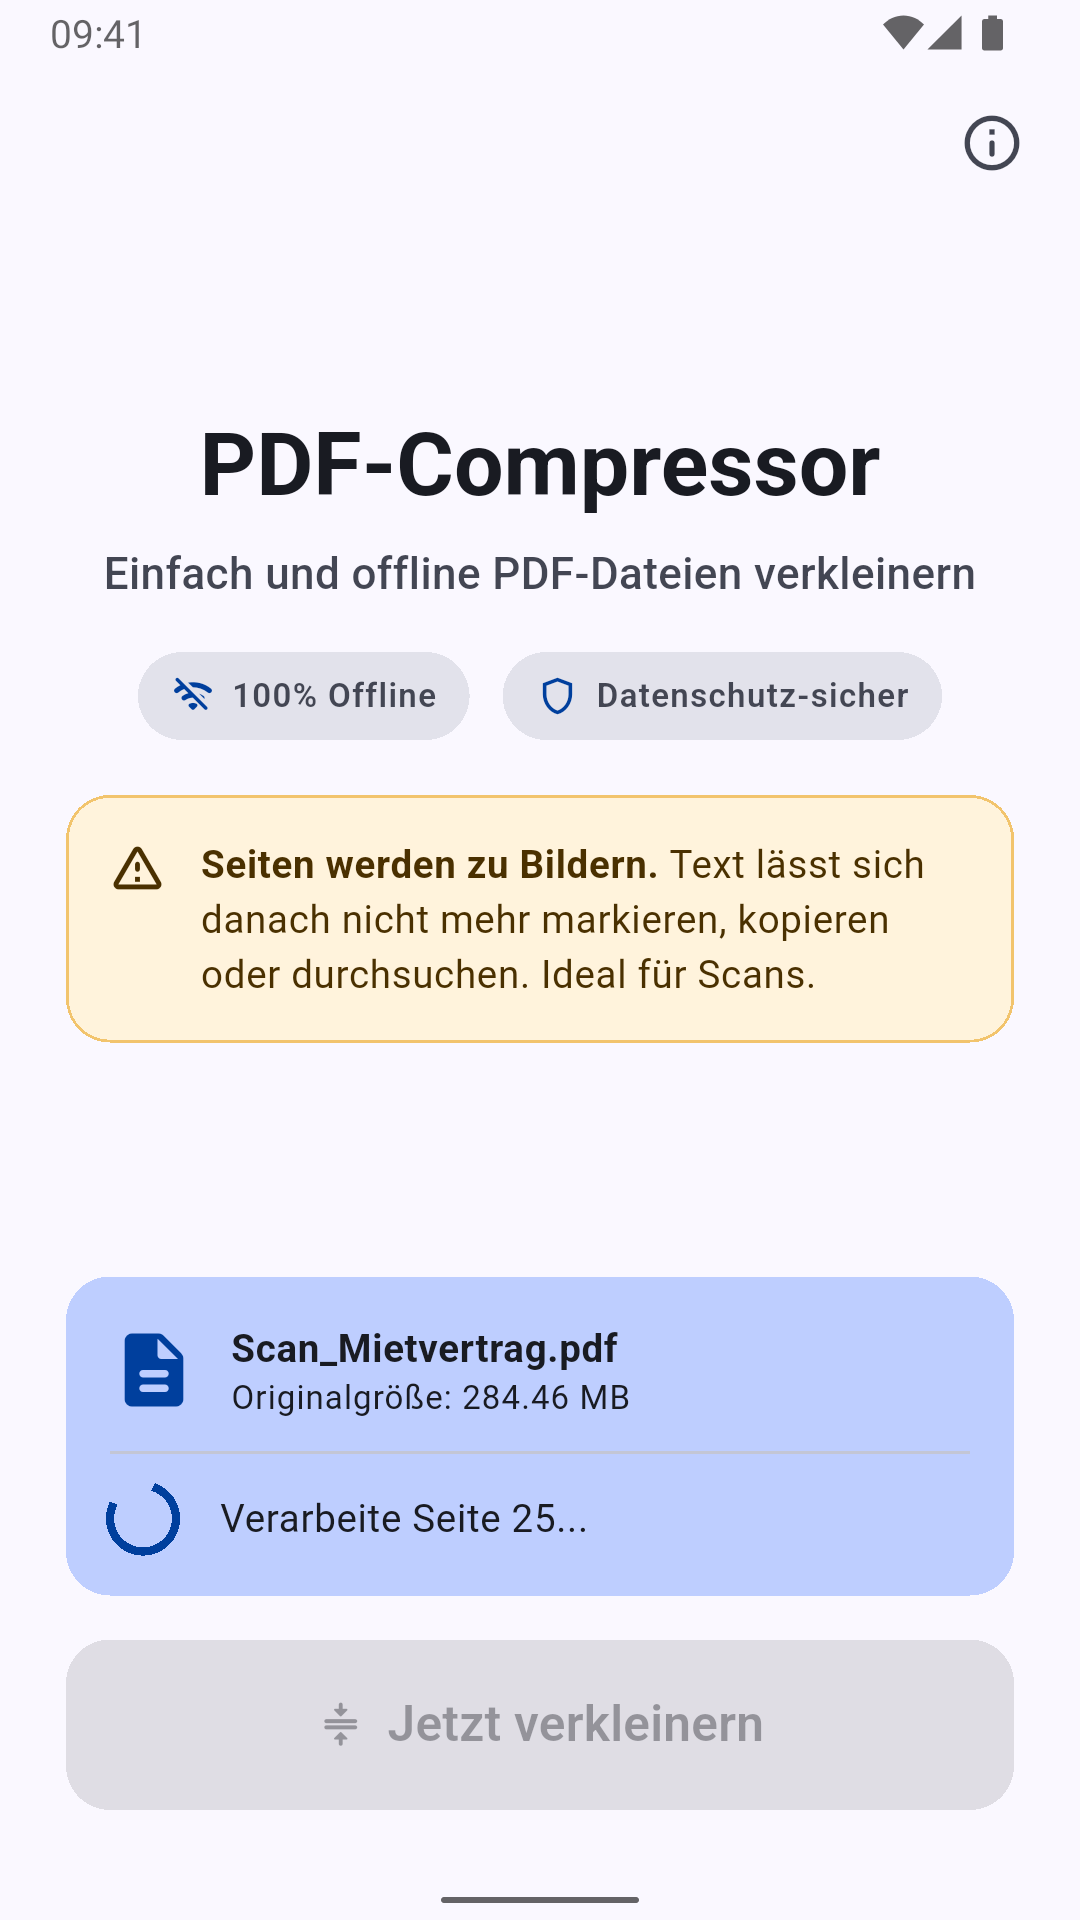 09:41
PDF-Compressor
Einfach und offline PDF-Dateien verkleinern
100% Offline
Datenschutz-sicher
Seiten werden zu Bildern. Text lässt sich
danach nicht mehr markieren, kopieren
oder durchsuchen. Ideal für Scans.
Scan_Mietvertrag.pdf
Originalgröße: 284.46 MB
Verarbeite Seite 25...
Jetzt verkleinern